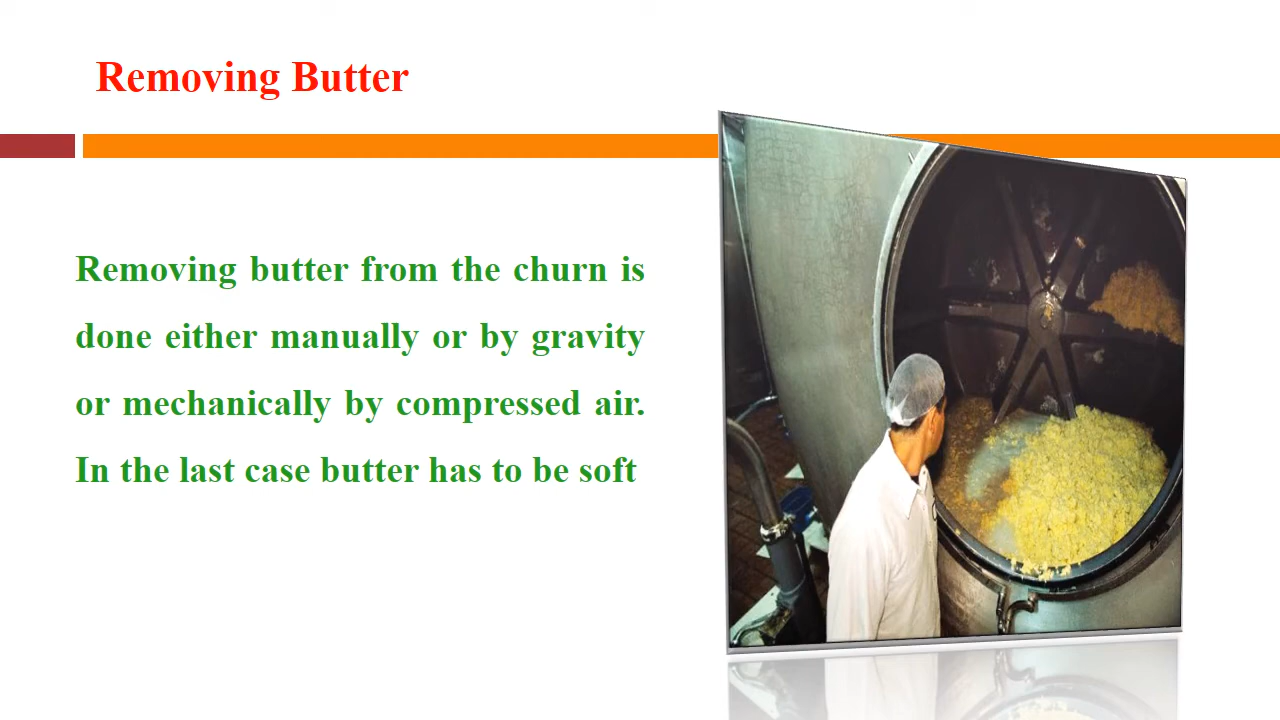 Removing Butter
Removing butter from the churn is
done either manually or by gravity
or mechanically by compressed air.
In the last case butter has to be soft